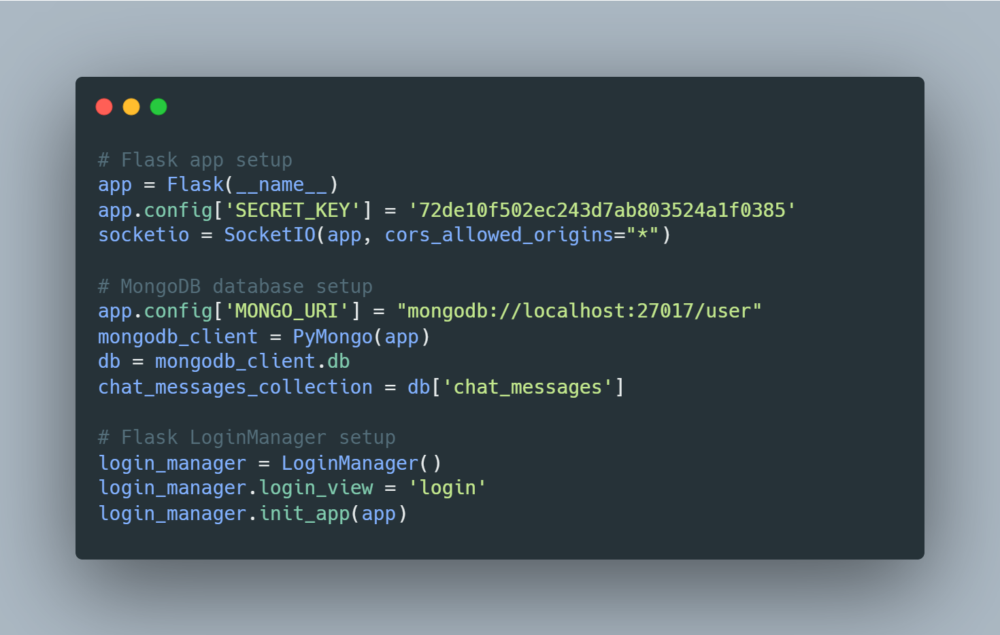 # Flask app setup
app = Flask(__name__)
app.config['SECRET_KEY'] = '72de10f502ec243d7ab803524a1f0385'
socketio = SocketIO(app, cors_allowed_origins="*")
# MongoDB database setup
app.config['MONGO_URI'] = "mongodb://localhost:27017/user"
mongodb_client = PyMongo(app)
db = mongodb_client.db
chat_messages_collection = db['chat_messages']
# Flask LoginManager setup
login_manager = LoginManager()
login_manager.login_view = 'login'
login_manager.init_app(app)